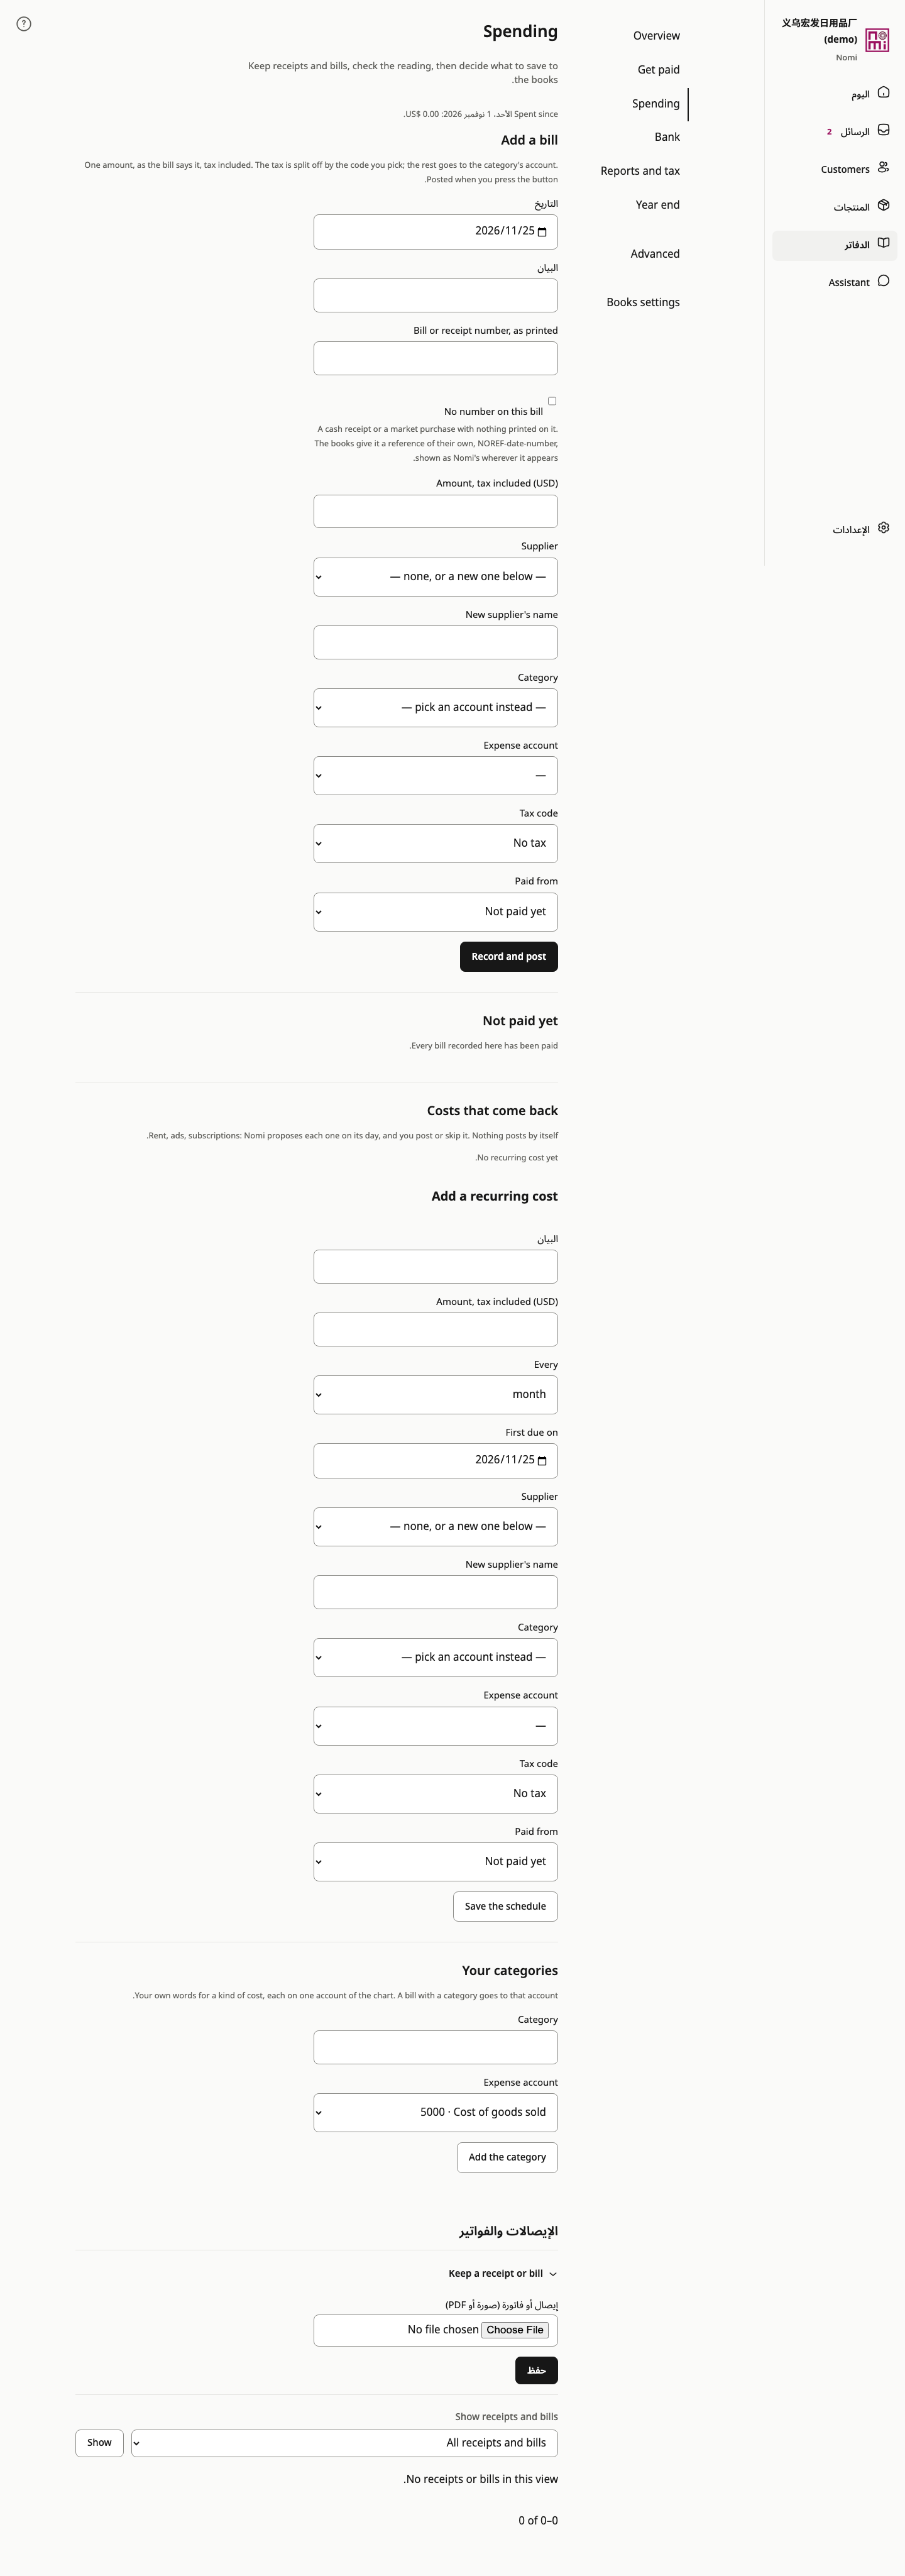 义乌宏发日用品厂
(demo)
Nomi
اليوم
الرسائل 2
Customers
المنتجات
الدفاتر
Assistant
الإعدادات
Overview
Get paid
Spending
Bank
Reports and tax
Year end
Advanced
Books settings
Spending
Keep receipts and bills, check the reading, then decide what to save to
the books.
Spent since الأحد، 1 نوفمبر 2026: US$ 0.00.
Add a bill
One amount, as the bill says it, tax included. The tax is split off by the code you pick; the rest goes to the category's account.
Posted when you press the button.
التاريخ
2026/11/25
البيان
Bill or receipt number, as printed
No number on this bill
A cash receipt or a market purchase with nothing printed on it.
The books give it a reference of their own, NOREF-date-number,
shown as Nomi's wherever it appears.
Amount, tax included (USD)
Supplier
— none, or a new one below —
New supplier's name
Category
— pick an account instead —
Expense account
—
Tax code
No tax
Paid from
Not paid yet
Record and post
Not paid yet
Every bill recorded here has been paid.
Costs that come back
Rent, ads, subscriptions: Nomi proposes each one on its day, and you post or skip it. Nothing posts by itself.
No recurring cost yet.
Add a recurring cost
البيان
Amount, tax included (USD)
Every
month
First due on
2026/11/25
Supplier
— none, or a new one below —
New supplier's name
Category
— pick an account instead —
Expense account
—
Tax code
No tax
Paid from
Not paid yet
Save the schedule
Your categories
Your own words for a kind of cost, each on one account of the chart. A bill with a category goes to that account.
Category
Expense account
5000 · Cost of goods sold
Add the category
الإيصالات والفواتير
Keep a receipt or bill
إيصال أو فاتورة (صورة أو PDF)
Choose File No file chosen
حفظ
Show receipts and bills
All receipts and bills
Show
No receipts or bills in this view.
0 of 0–0